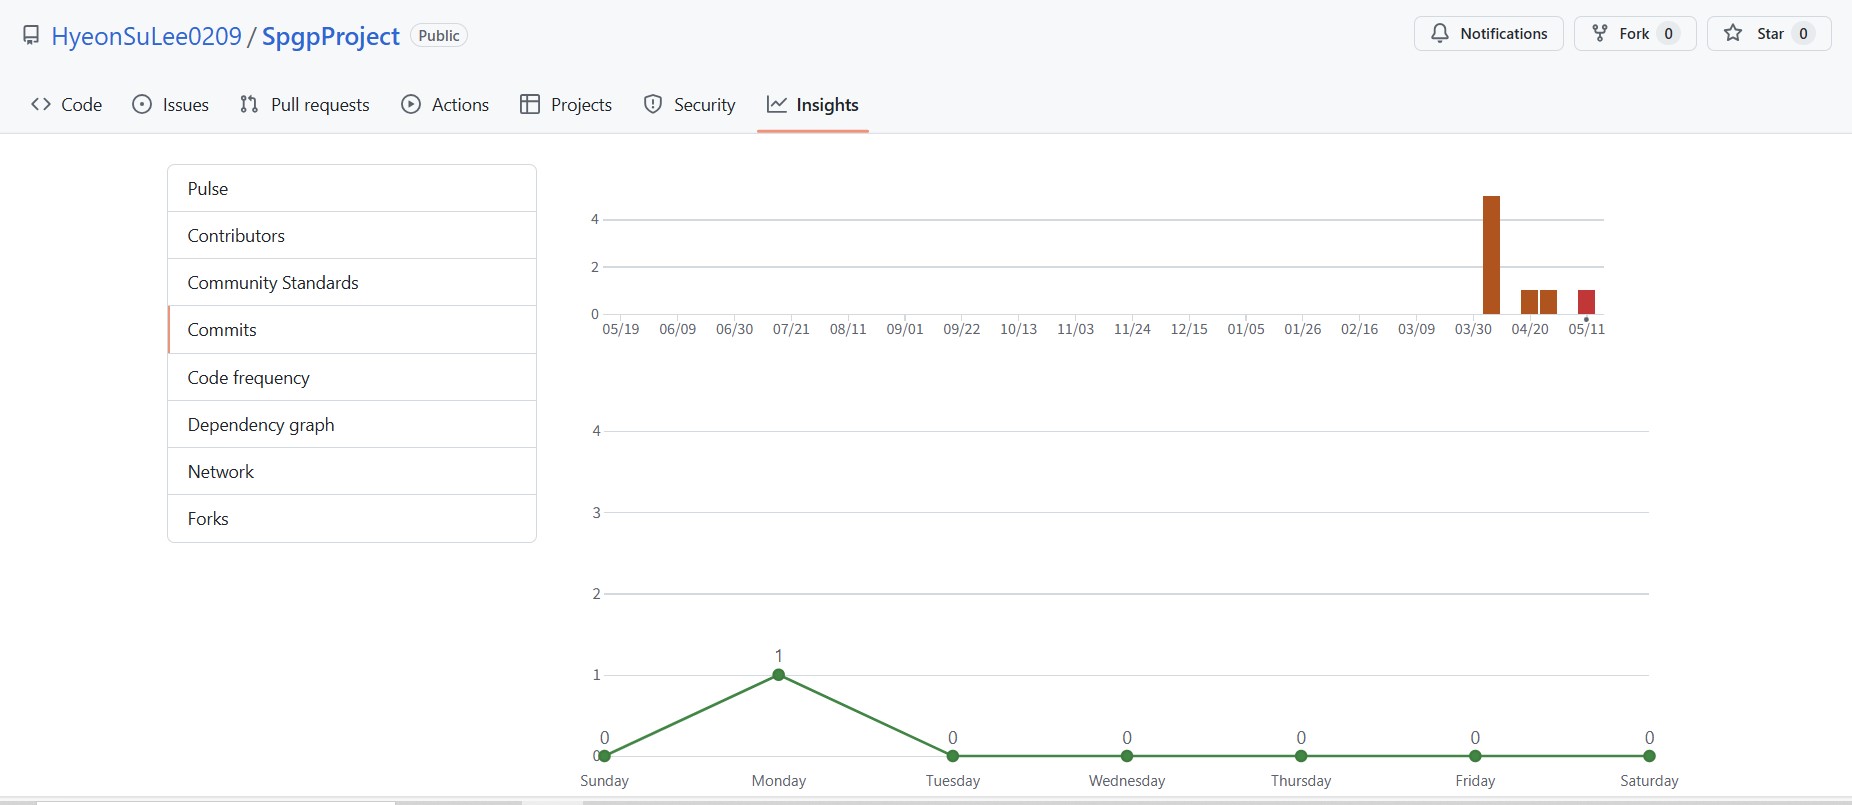 HyeonSuLee0209 / SpgpProject Public
Notifications
Fork 0
Star 0
Code
Issues
Pull requests
Actions
Projects
Security
Insights
Pulse
Contributors
Community Standards
Commits
Code frequency
Dependency graph
Network
Forks
4
2
0
05/19 06/09 06/30 07/21 08/11 09/01 09/22 10/13 11/03 11/24 12/15 01/05 01/26 02/16 03/09 03/30 04/20 05/11
4
3
2
1
1
0 0 0 0 0 0
0
Sunday Monday Tuesday Wednesday Thursday Friday Saturday